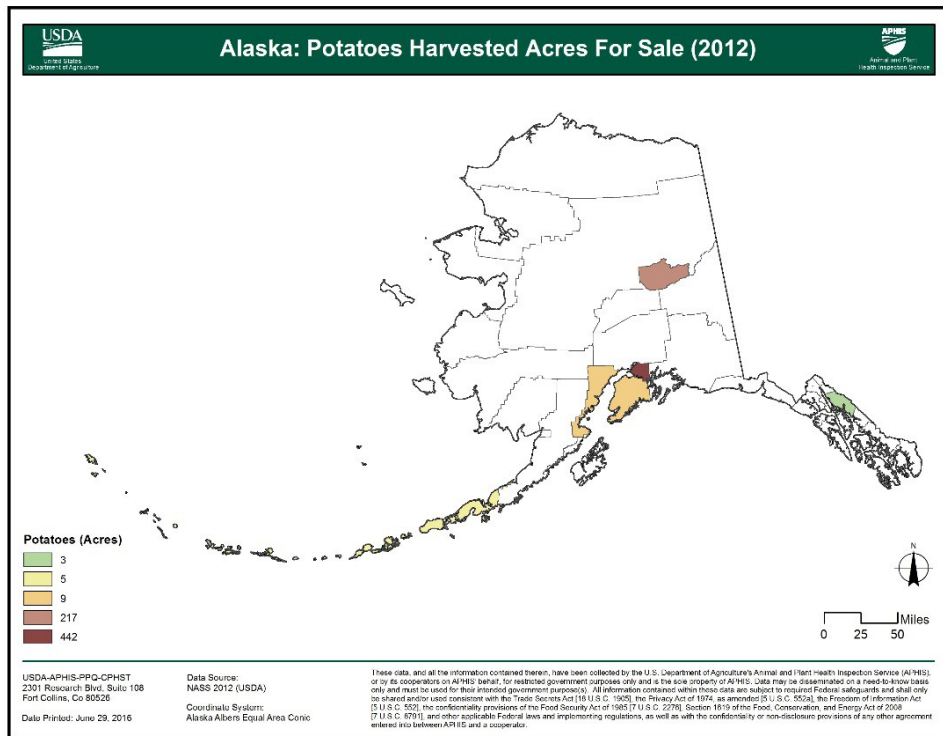 USDA
United States
Department of Agriculture
Alaska: Potatoes Harvested Acres For Sale (2012)
APHIS
Animal and Plant
Health Inspection Service
Potatoes (Acres)
3
5
9
217
442
N
Miles
0 25 50
USDA-APHIS-PPQ-CPHST
2301 Research Blvd, Suite 108
Fort Collins, Co 80526
Date Printed: June 29, 2016
Data Source:
NASS 2012 (USDA)
Coordinate System:
Alaska Albers Equal Area Conic
These data, and all the information contained therein, have been collected by the U.S. Department of Agriculture's Animal and Plant Health Inspection Service (APHIS),
or by its cooperators on APHIS' behalf, for restricted government purposes only and is the sole property of APHIS. Data may be disseminated on a need-to-know basis
only and must be used for their intended government purpose(s). All information contained within these data are subject to required Federal safeguards and shall only
be shared and/or used consistent with the Trade Secrets Act [18 U.S.C. 1905], the Privacy Act of 1974, as amended [5 U.S.C. 552a], the Freedom of Information Act
[5 U.S.C. 552], the confidentiality provisions of the Food Security Act of 1985 [7 U.S.C. 2276], Section 1619 of the Food, Conservation, and Energy Act of 2008
[7 U.S.C. 8791], and other applicable Federal laws and implementing regulations, as well as with the confidentiality or non-disclosure provisions of any other agreement
entered into between APHIS and a cooperator.